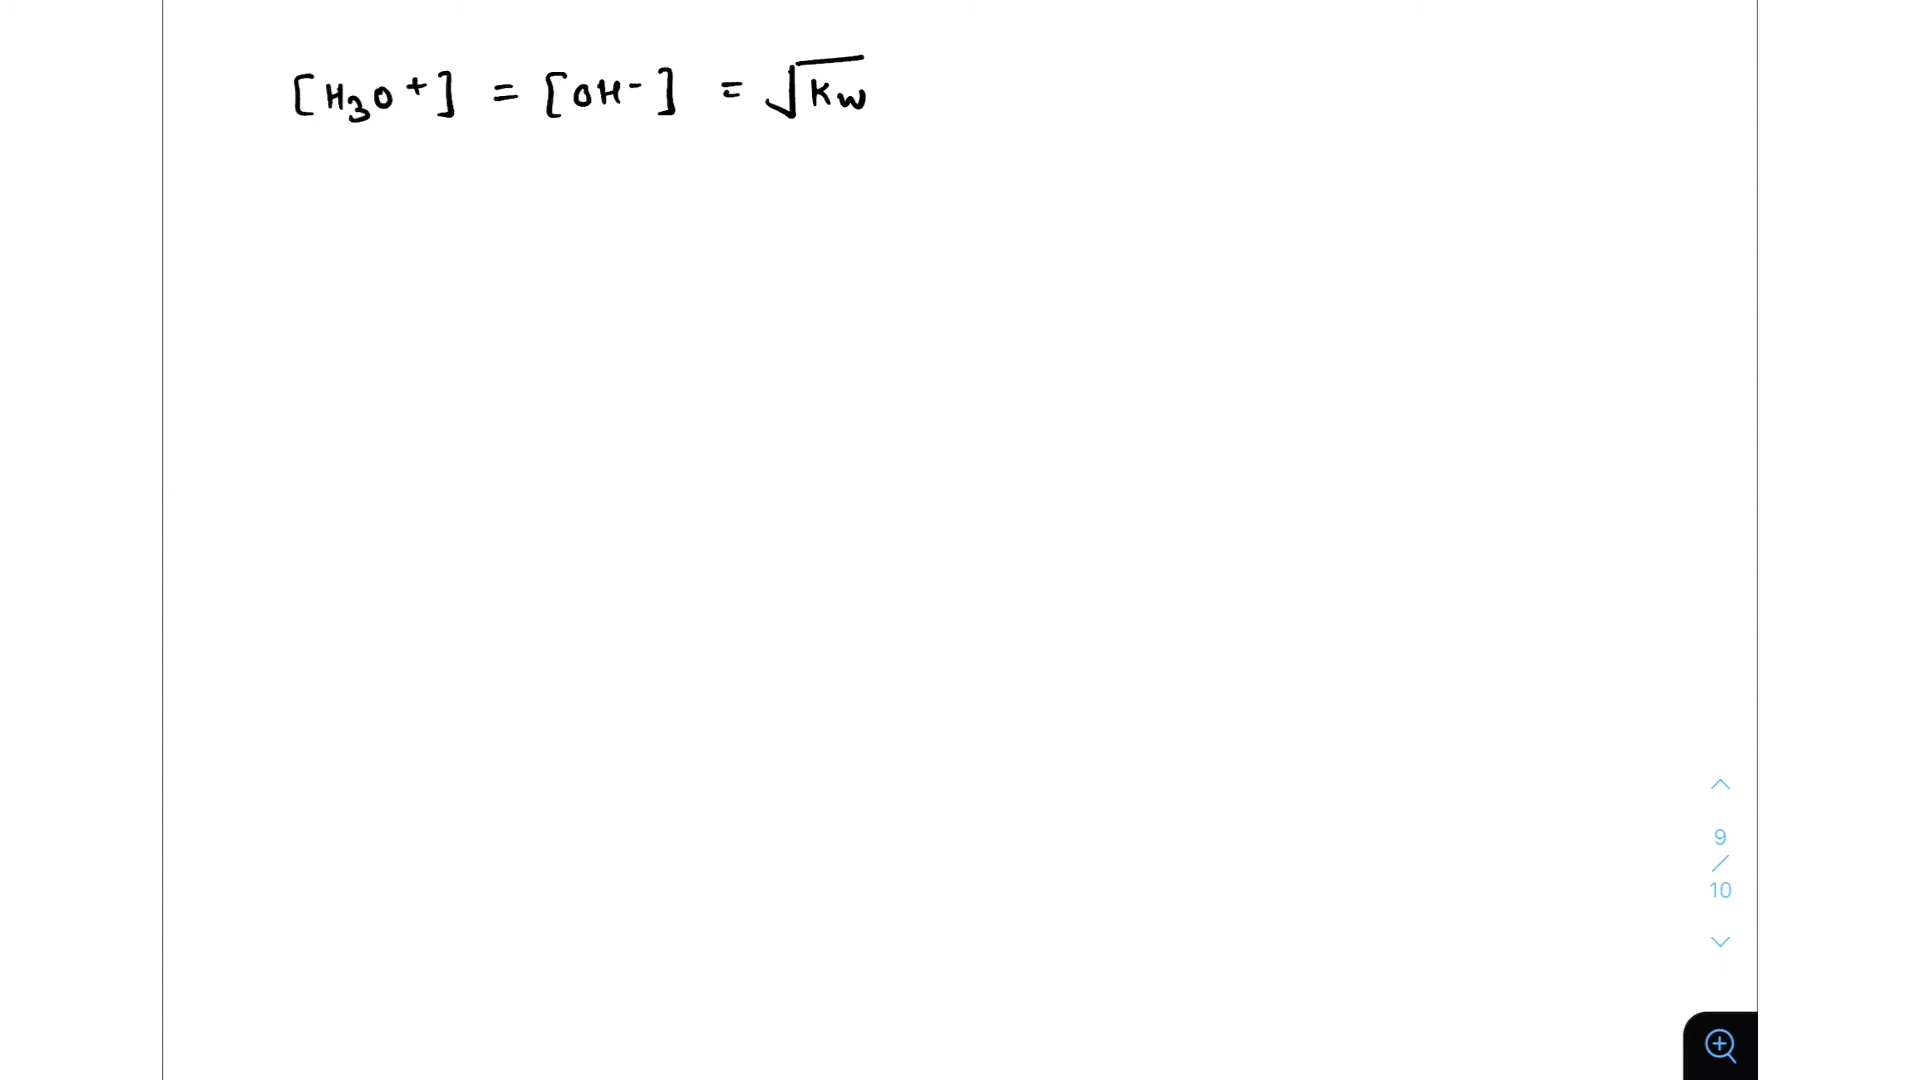 [H₃O⁺] = [OH⁻] = √Kw
9
/
10